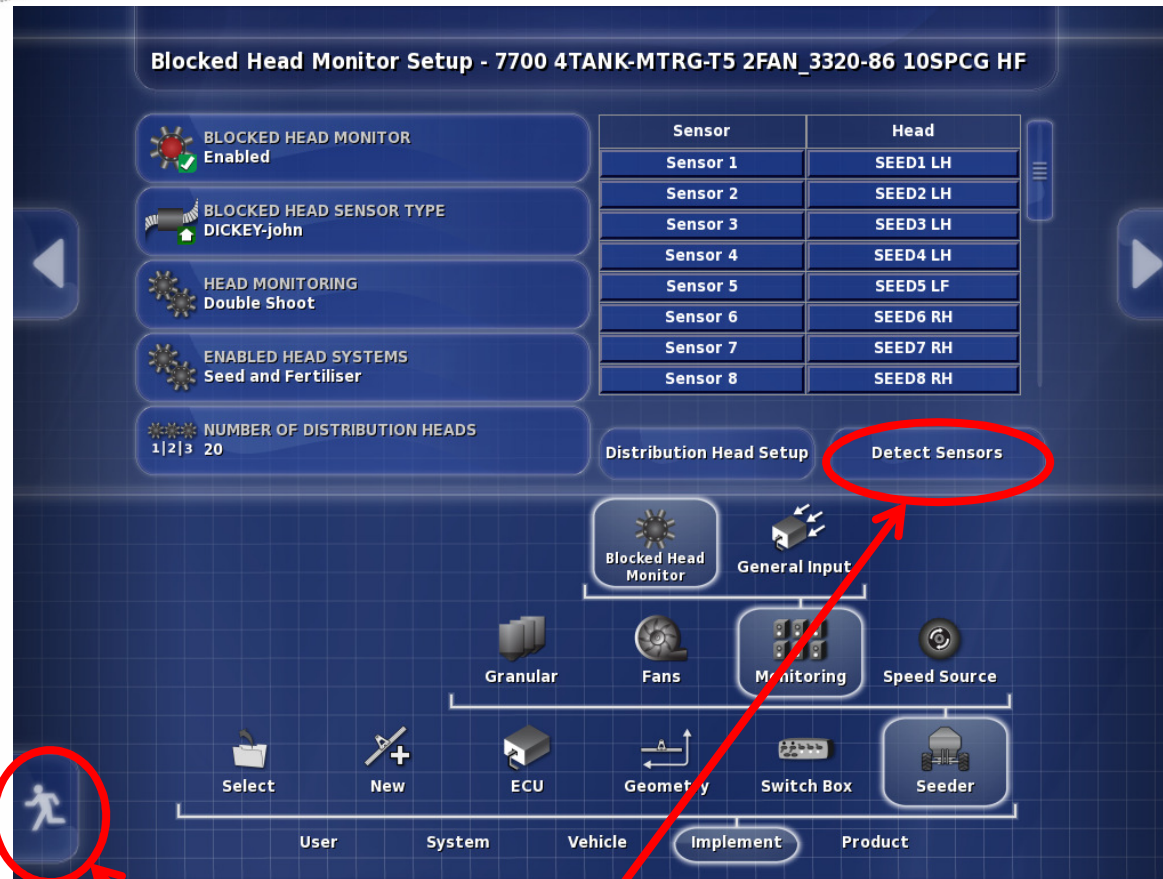 Blocked Head Monitor Setup - 7700 4TANK-MTRG-T5 2FAN_3320-86 10SPCG HF
BLOCKED HEAD MONITOR
Enabled
BLOCKED HEAD SENSOR TYPE
DICKEY-john
HEAD MONITORING
Double Shoot
ENABLED HEAD SYSTEMS
Seed and Fertiliser
1|2|3
NUMBER OF DISTRIBUTION HEADS
20
Sensor Head
Sensor 1 SEED1 LH
Sensor 2 SEED2 LH
Sensor 3 SEED3 LH
Sensor 4 SEED4 LH
Sensor 5 SEED5 LF
Sensor 6 SEED6 RH
Sensor 7 SEED7 RH
Sensor 8 SEED8 RH
Distribution Head Setup
Detect Sensors
Blocked Head
Monitor
General Input
Granular
Fans
Monitoring
Speed Source
Select
New
ECU
Geometry
Switch Box
Seeder
User
System
Vehicle
Implement
Product